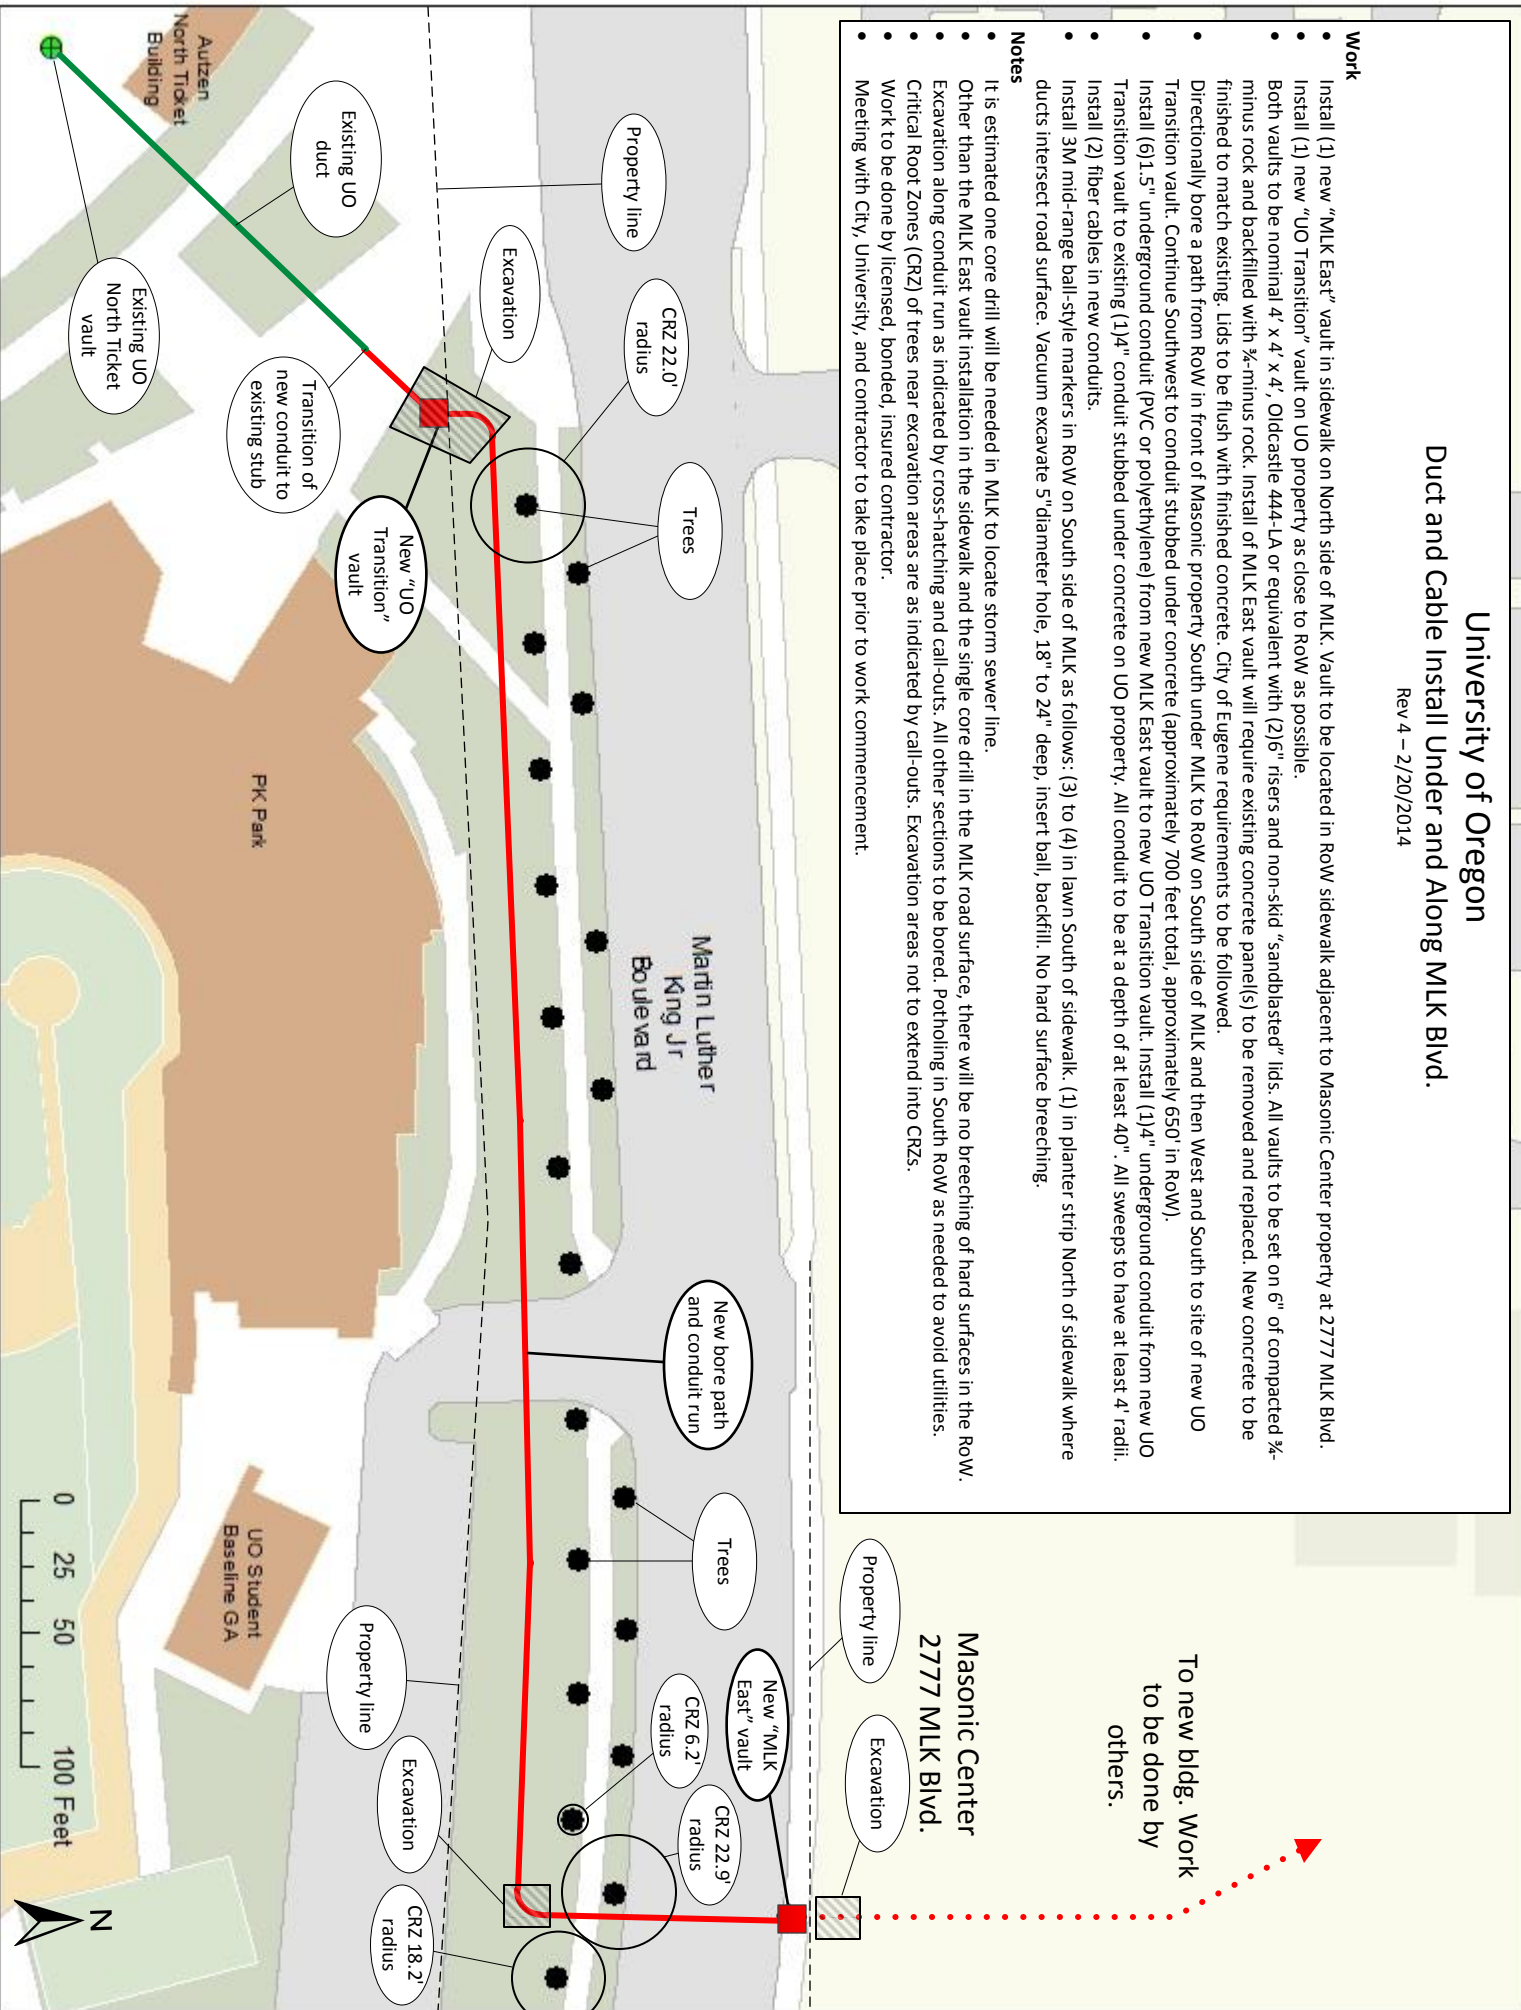 University of Oregon
Duct and Cable Install Under and Along MLK Blvd.
Rev 4 – 2/20/2014
Work
• Install (1) new “MLK East” vault in sidewalk on North side of MLK. Vault to be located in RoW sidewalk adjacent to Masonic Center property at 2777 MLK Blvd.
• Install (1) new “UO Transition” vault on UO property as close to RoW as possible.
• Both vaults to be nominal 4’ x 4’ x 4’, Oldcastle 444-LA or equivalent with (2)6" risers and non-skid “sandblasted” lids. All vaults to be set on 6" of compacted ¾-
minus rock and backfilled with ¾-minus rock. Install of MLK East vault will require existing concrete panel(s) to be removed and replaced. New concrete to be
finished to match existing. Lids to be flush with finished concrete. City of Eugene requirements to be followed.
• Directionally bore a path from RoW in front of Masonic property South under MLK to RoW on South side of MLK and then West and South to site of new UO
Transition vault. Continue Southwest to conduit stubbed under concrete (approximately 700 feet total, approximately 650' in RoW).
• Install (6)1.5" underground conduit (PVC or polyethylene) from new MLK East vault to new UO Transition vault. Install (1)4" underground conduit from new UO
Transition vault to existing (1)4" conduit stubbed under concrete on UO property. All conduit to be at a depth of at least 40". All sweeps to have at least 4' radii.
• Install (2) fiber cables in new conduits.
• Install 3M mid-range ball-style markers in RoW on South side of MLK as follows: (3) to (4) in lawn South of sidewalk. (1) in planter strip North of sidewalk where
ducts intersect road surface. Vacuum excavate 5"diameter hole, 18" to 24" deep, insert ball, backfill. No hard surface breeching.
Notes
• It is estimated one core drill will be needed in MLK to locate storm sewer line.
• Other than the MLK East vault installation in the sidewalk and the single core drill in the MLK road surface, there will be no breeching of hard surfaces in the RoW.
• Excavation along conduit run as indicated by cross-hatching and call-outs. All other sections to be bored. Potholing in South RoW as needed to avoid utilities.
• Critical Root Zones (CRZ) of trees near excavation areas are as indicated by call-outs. Excavation areas not to extend into CRZs.
• Work to be done by licensed, bonded, insured contractor.
• Meeting with City, University, and contractor to take place prior to work commencement.
To new bldg. Work
to be done by
others.
Masonic Center
2777 MLK Blvd.
Property line
Excavation
New “MLK
East” vault
Property line
CRZ 22.0'
radius
Trees
Martin Luther
King Jr
Boulevard
New bore path
and conduit run
Trees
CRZ 6.2'
radius
CRZ 22.9'
radius
Excavation
Existing UO
duct
Autzen
North Ticket
Building
Existing UO
North Ticket
vault
Transition of
new conduit to
existing stub
New “UO
Transition”
vault
PK Park
UO Student
Baseline GA
Property line
Excavation
CRZ 18.2'
radius
0 25 50 100 Feet
N